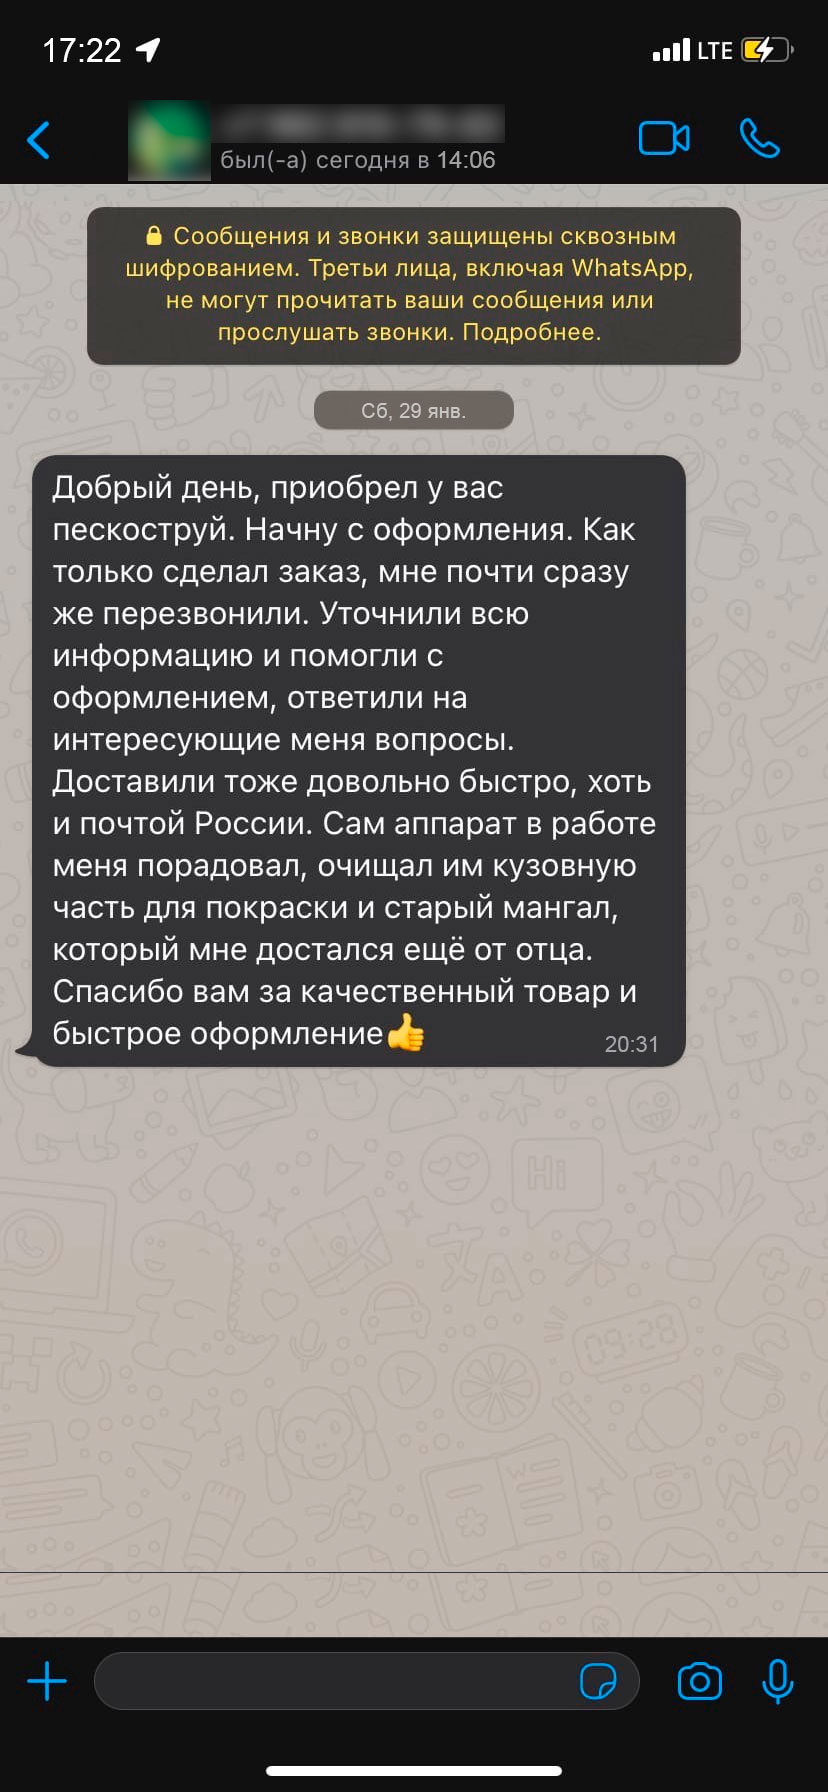 17:22
LTE
был(-а) сегодня в 14:06
Сообщения и звонки защищены сквозным
шифрованием. Третьи лица, включая WhatsApp,
не могут прочитать ваши сообщения или
прослушать звонки. Подробнее.
Сб, 29 янв.
Добрый день, приобрел у вас
пескоструй. Начну с оформления. Как
только сделал заказ, мне почти сразу
же перезвонили. Уточнили всю
информацию и помогли с
оформлением, ответили на
интересующие меня вопросы.
Доставили тоже довольно быстро, хоть
и почтой России. Сам аппарат в работе
меня порадовал, очищал им кузовную
часть для покраски и старый мангал,
который мне достался ещё от отца.
Спасибо вам за качественный товар и
быстрое оформление👍
20:31
Hi
09:28